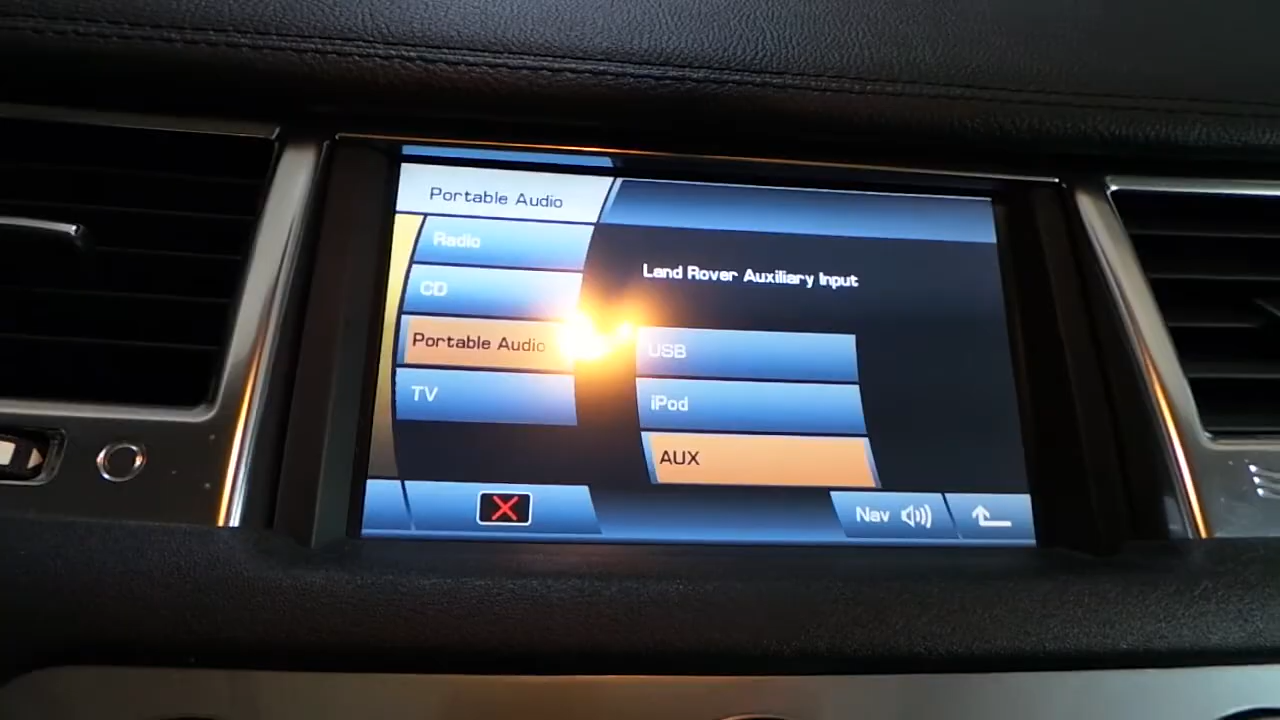 Portable Audio
Radio
CD
Portable Audio
TV
Land Rover Auxiliary Input
USB
iPod
AUX
Nav